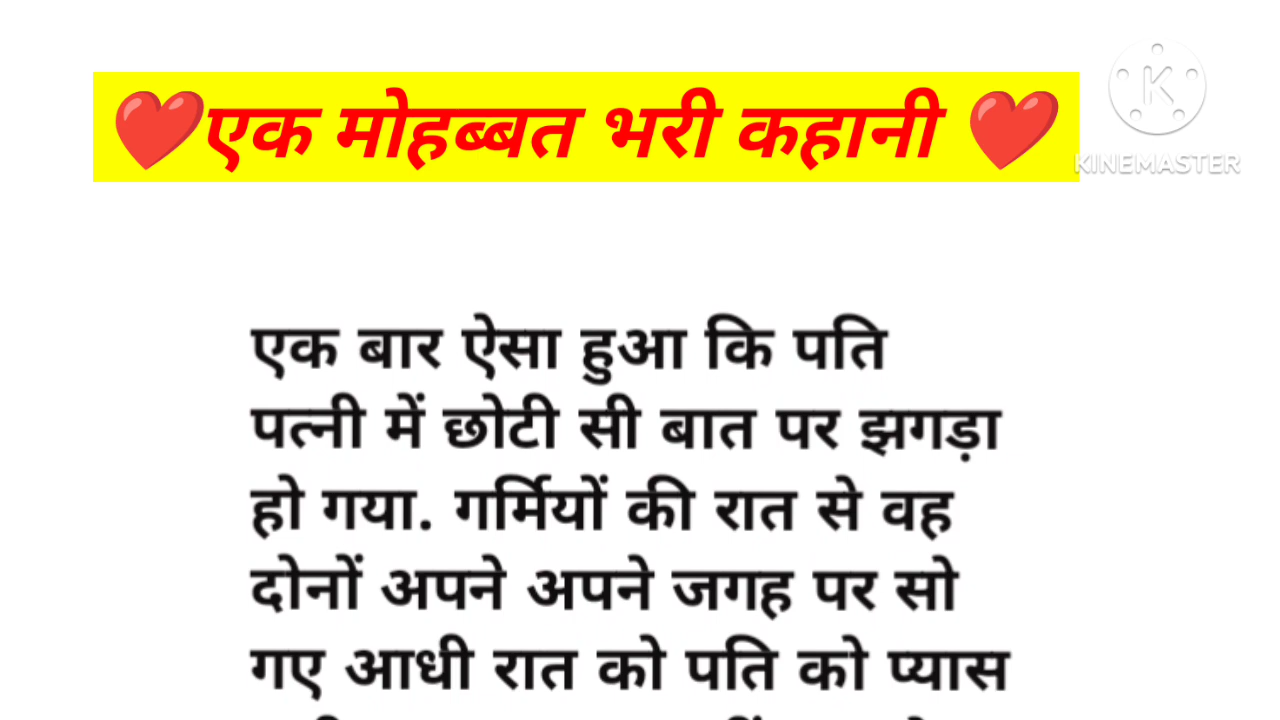 ❤️एक मोहब्बत भरी कहानी ❤️
KINEMASTER
एक बार ऐसा हुआ कि पति
पत्नी में छोटी सी बात पर झगड़ा
हो गया. गर्मियों की रात से वह
दोनों अपने अपने जगह पर सो
गए आधी रात को पति को प्यास